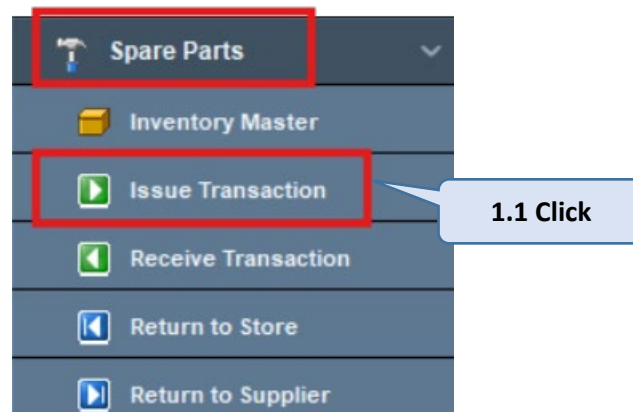 Spare Parts
Inventory Master
Issue Transaction
1.1 Click
Receive Transaction
Return to Store
Return to Supplier